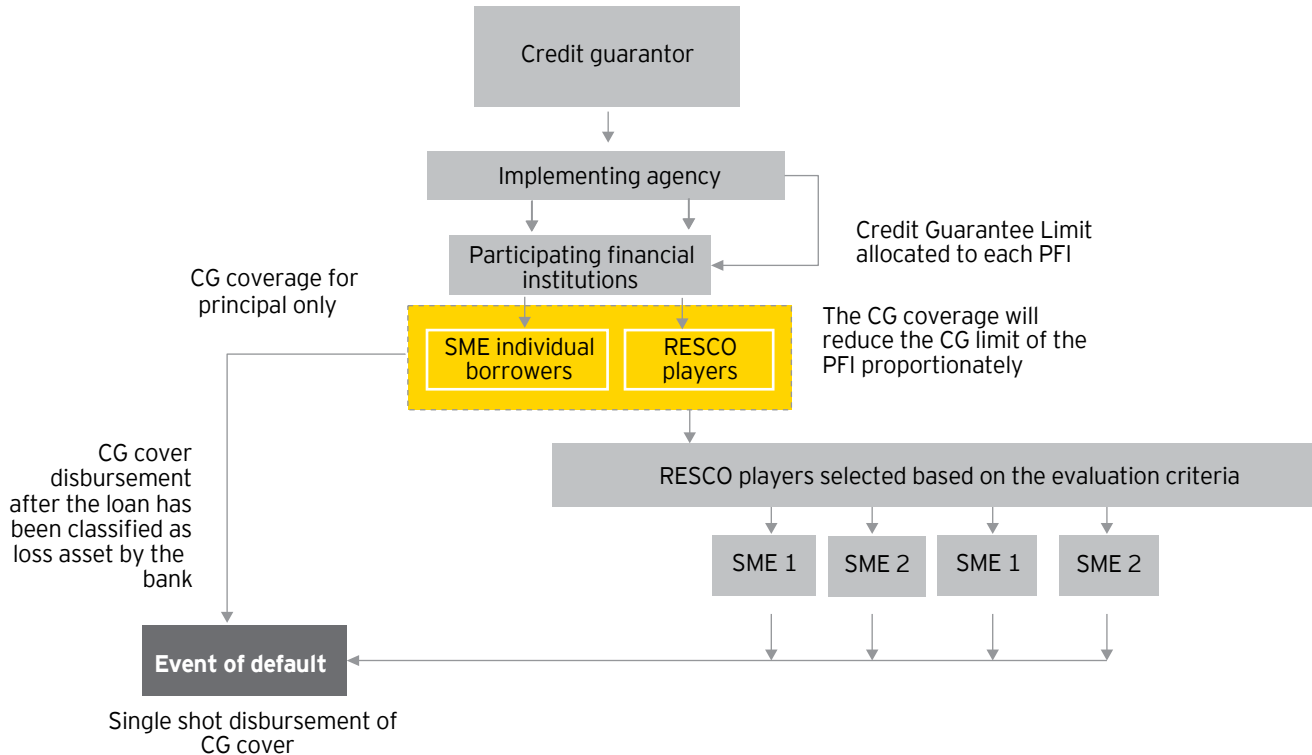 Credit guarantor
Implementing agency
Credit Guarantee Limit
allocated to each PFI
Participating financial
institutions
CG coverage for
principal only
The CG coverage will
reduce the CG limit of the
PFI proportionately
SME individual
borrowers
RESCO
players
CG cover
disbursement
after the loan has
been classified as
loss asset by the
bank
RESCO players selected based on the evaluation criteria
SME 1
SME 2
SME 1
SME 2
Event of default
Single shot disbursement of
CG cover